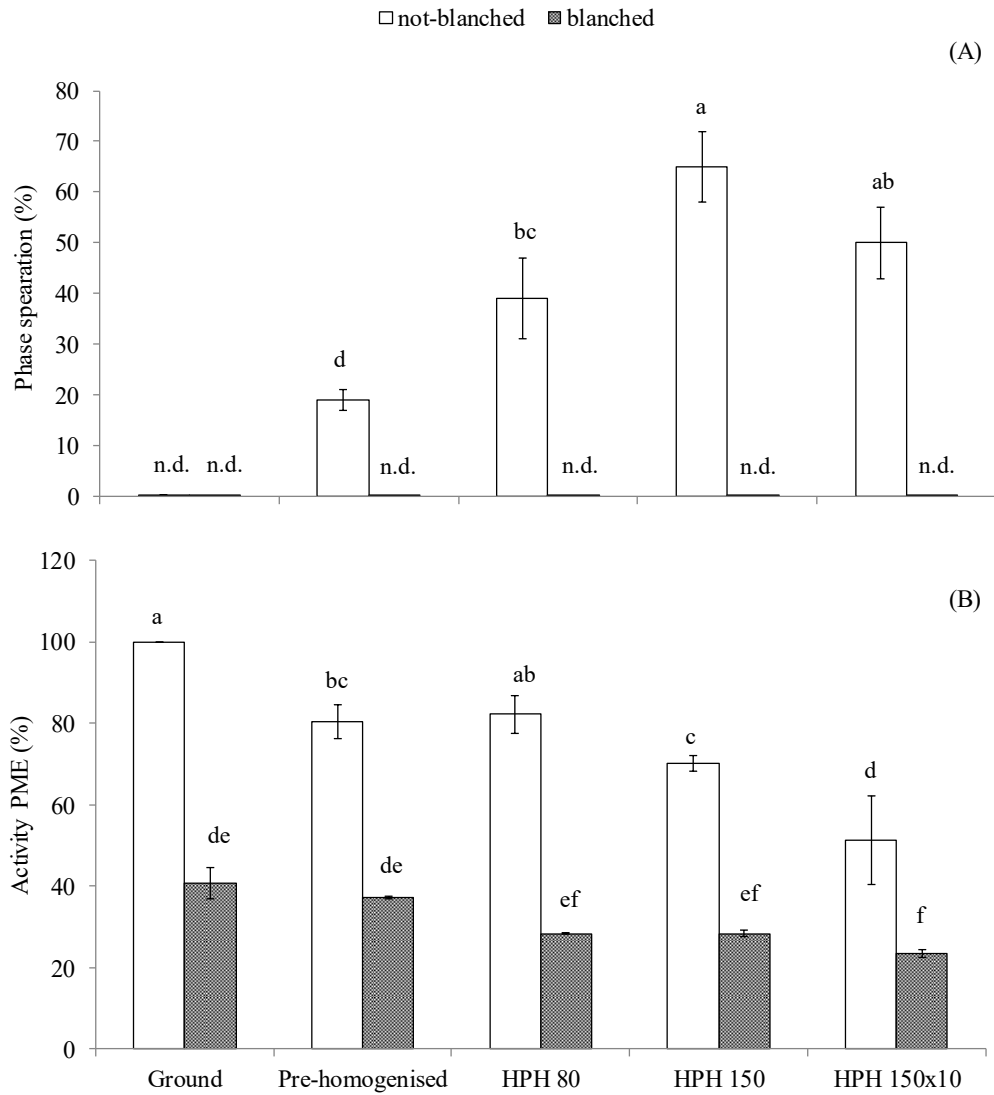 not-blanched blanched
(A)
Phase spearation (%)
80
70
60
50
40
30
20
10
0
n.d. n.d. d n.d. bc n.d. a n.d. ab n.d.
(B)
Activity PME (%)
120
100
80
60
40
20
0
a de bc de ab ef c ef d f
Ground Pre-homogenised HPH 80 HPH 150 HPH 150x10